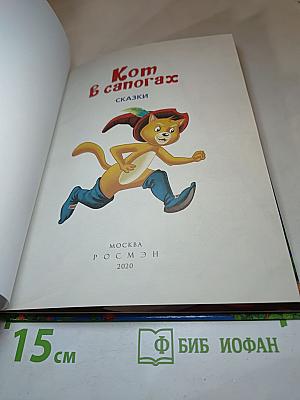 Кот
в сапогах
СКАЗКИ
МОСКВА
РОСМЭН
2020
15 см
Ф БИБ ИОФАН